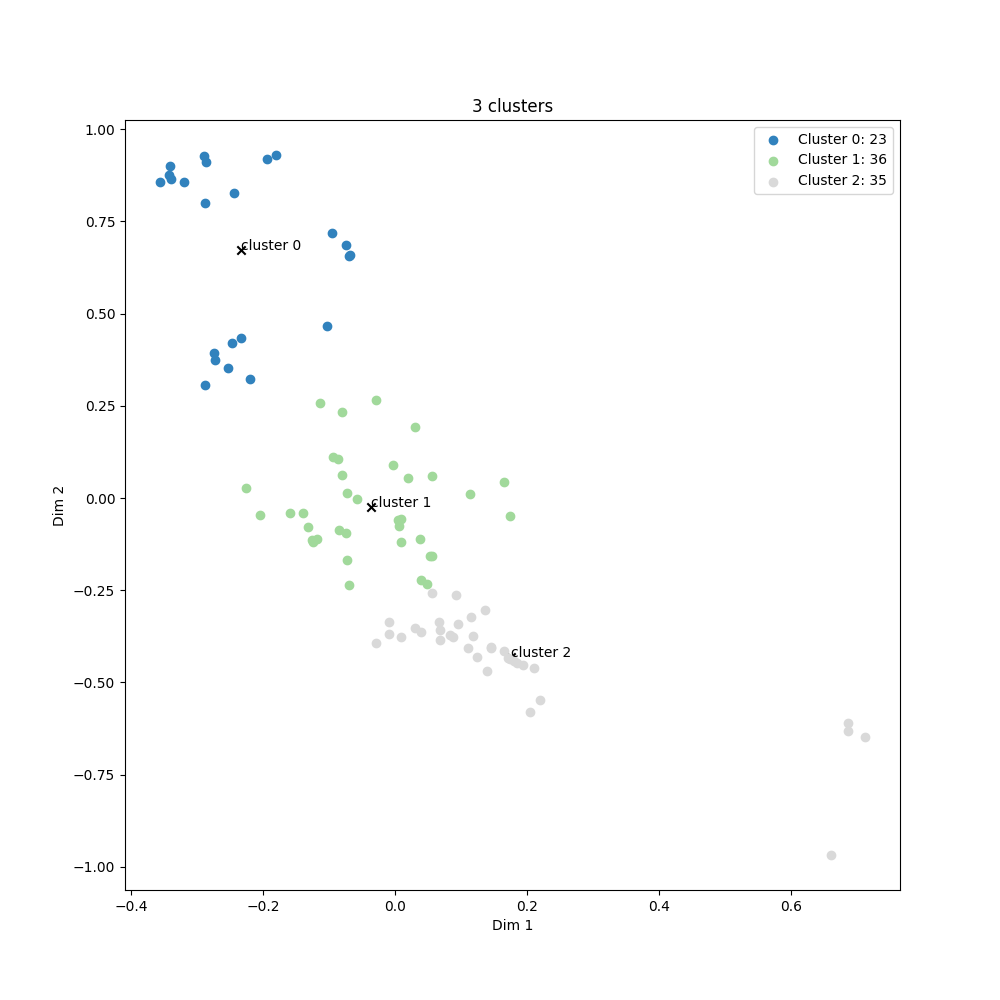 3 clusters
Cluster 0: 23
Cluster 1: 36
Cluster 2: 35
1.00
0.75
0.50
0.25
0.00
−0.25
−0.50
−0.75
−1.00
Dim 2
cluster 0
cluster 1
cluster 2
−0.4
−0.2
0.0
0.2
0.4
0.6
Dim 1